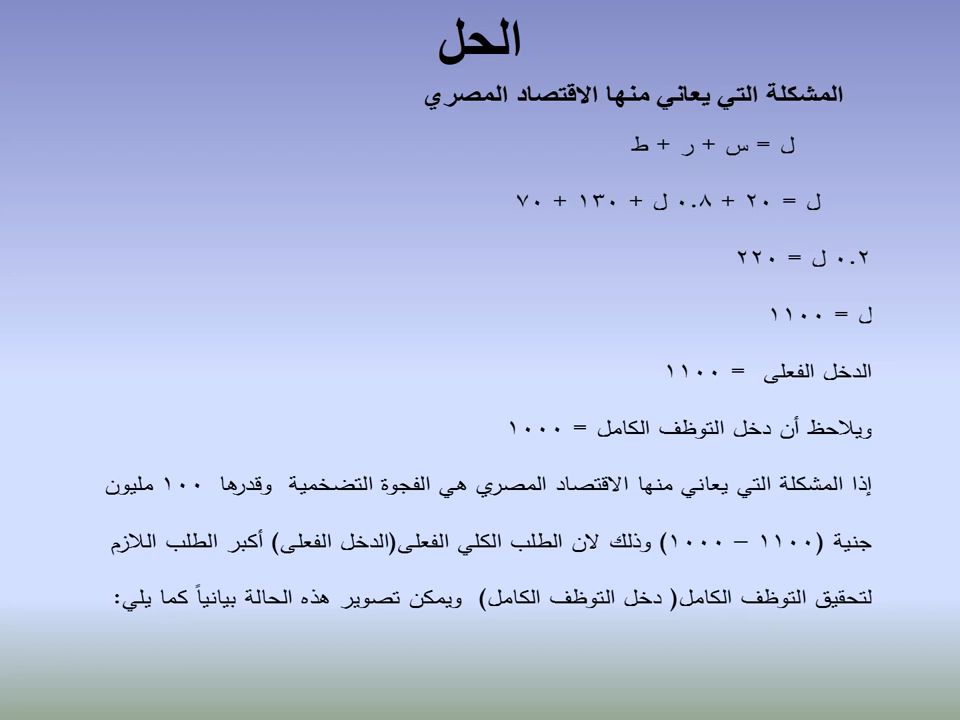 الحل
المشكلة التي يعاني منها الاقتصاد المصري
ل = س + ر + ط
ل = ٢٠ + ٠.٨ ل + ١٣٠ + ٧٠
٠.٢ ل = ٢٢٠
ل = ١١٠٠
الدخل الفعلى = ١١٠٠
ويلاحظ أن دخل التوظف الكامل = ١٠٠٠
إذا المشكلة التي يعاني منها الاقتصاد المصري هي الفجوة التضخمية وقدرها ١٠٠ مليون
جنية (١١٠٠ – ١٠٠٠) وذلك لان الطلب الكلي الفعلى(الدخل الفعلى) أكبر الطلب اللازم
لتحقيق التوظف الكامل( دخل التوظف الكامل) ويمكن تصوير هذه الحالة بيانياً كما يلي: